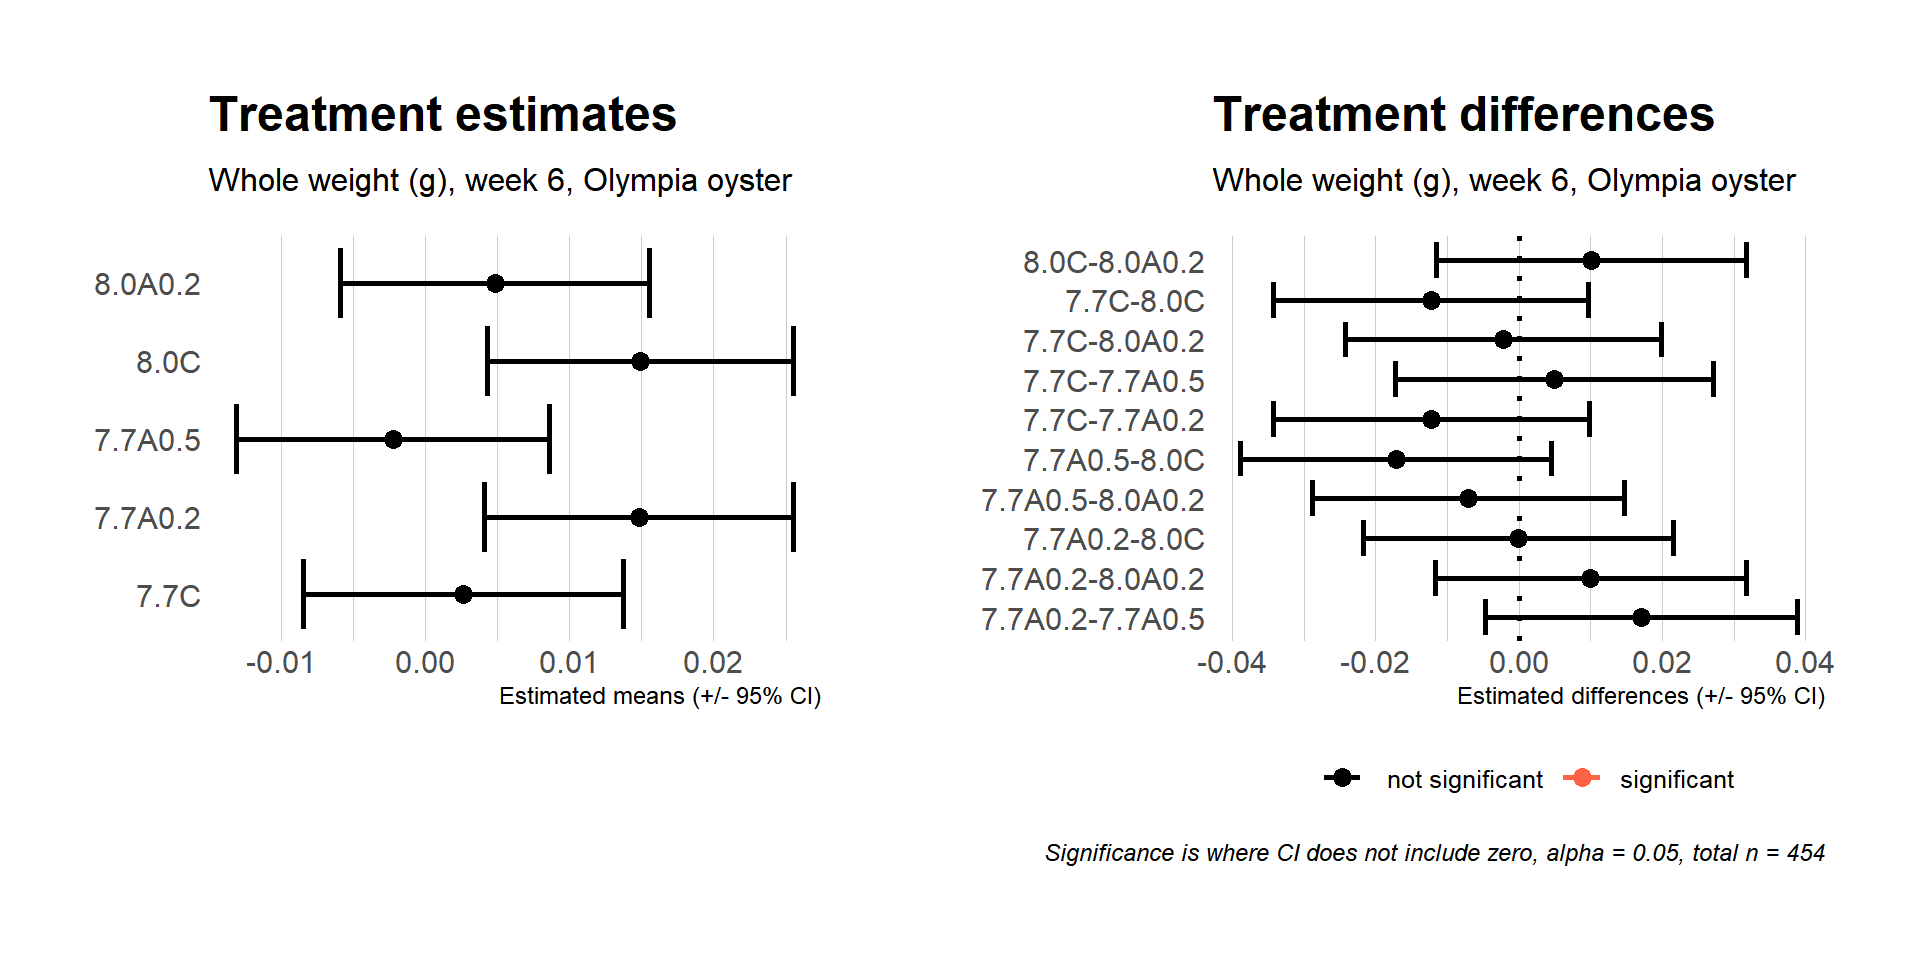 Treatment estimates
Whole weight (g), week 6, Olympia oyster
8.0A0.2
8.0C
7.7A0.5
7.7A0.2
7.7C
-0.01 0.00 0.01 0.02
Estimated means (+/- 95% CI)
Treatment differences
Whole weight (g), week 6, Olympia oyster
8.0C-8.0A0.2
7.7C-8.0C
7.7C-8.0A0.2
7.7C-7.7A0.5
7.7C-7.7A0.2
7.7A0.5-8.0C
7.7A0.5-8.0A0.2
7.7A0.2-8.0C
7.7A0.2-8.0A0.2
7.7A0.2-7.7A0.5
-0.04 -0.02 0.00 0.02 0.04
Estimated differences (+/- 95% CI)
not significant significant
Significance is where CI does not include zero, alpha = 0.05, total n = 454